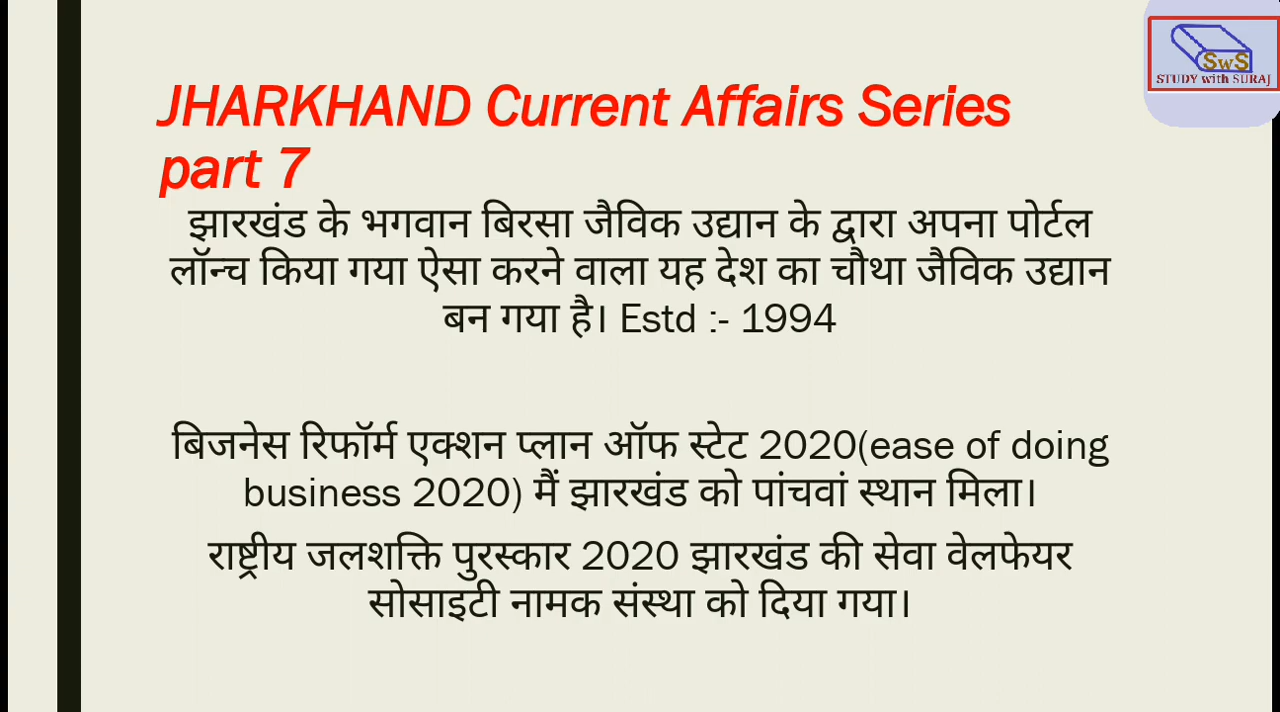 SwS
STUDY with SURAJ
JHARKHAND Current Affairs Series
part 7
झारखंड के भगवान बिरसा जैविक उद्यान के द्वारा अपना पोर्टल
लॉन्च किया गया ऐसा करने वाला यह देश का चौथा जैविक उद्यान
बन गया है। Estd :- 1994
बिजनेस रिफॉर्म एक्शन प्लान ऑफ स्टेट 2020(ease of doing
business 2020) मैं झारखंड को पांचवां स्थान मिला।
राष्ट्रीय जलशक्ति पुरस्कार 2020 झारखंड की सेवा वेलफेयर
सोसाइटी नामक संस्था को दिया गया।